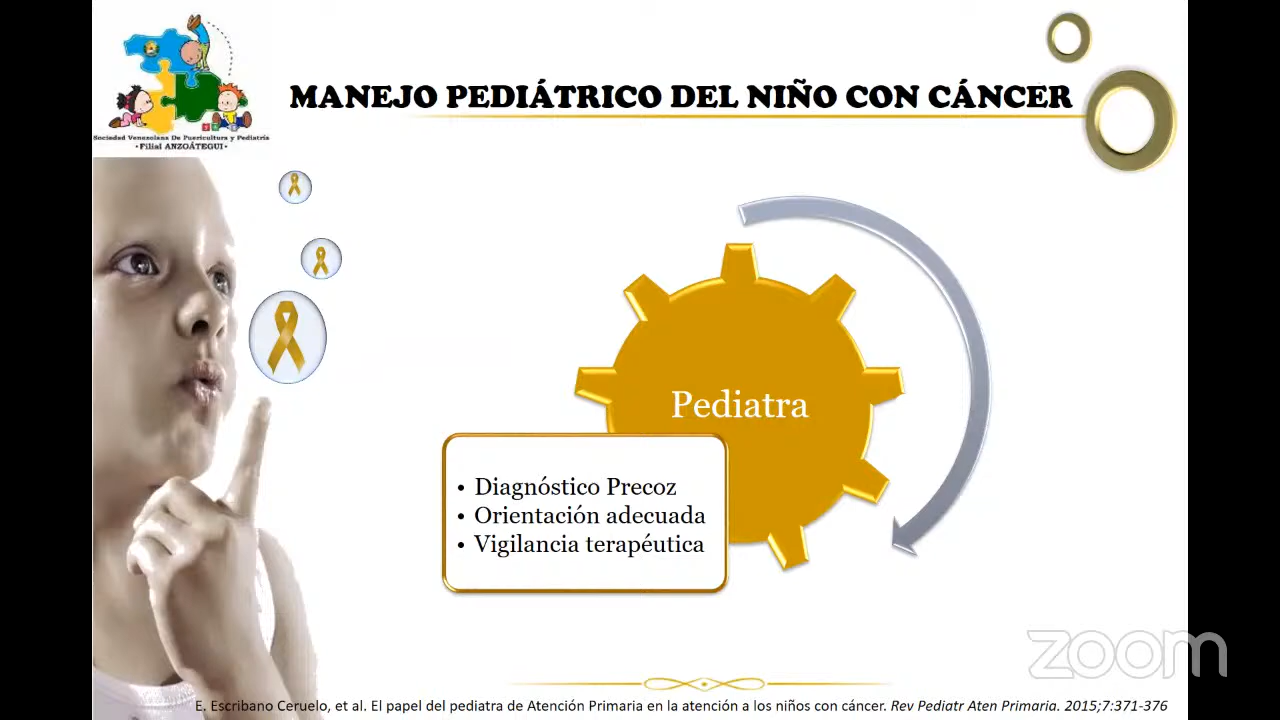 MANEJO PEDIÁTRICO DEL NIÑO CON CÁNCER
Sociedad Venezolana De Puericultura y Pediatría
•Filial ANZOÁTEGUI•
Pediatra
• Diagnóstico Precoz
• Orientación adecuada
• Vigilancia terapéutica
zoom
E. Escribano Ceruelo, et al. El papel del pediatra de Atención Primaria en la atención a los niños con cáncer. Rev Pediatr Aten Primaria. 2015;7:371-376